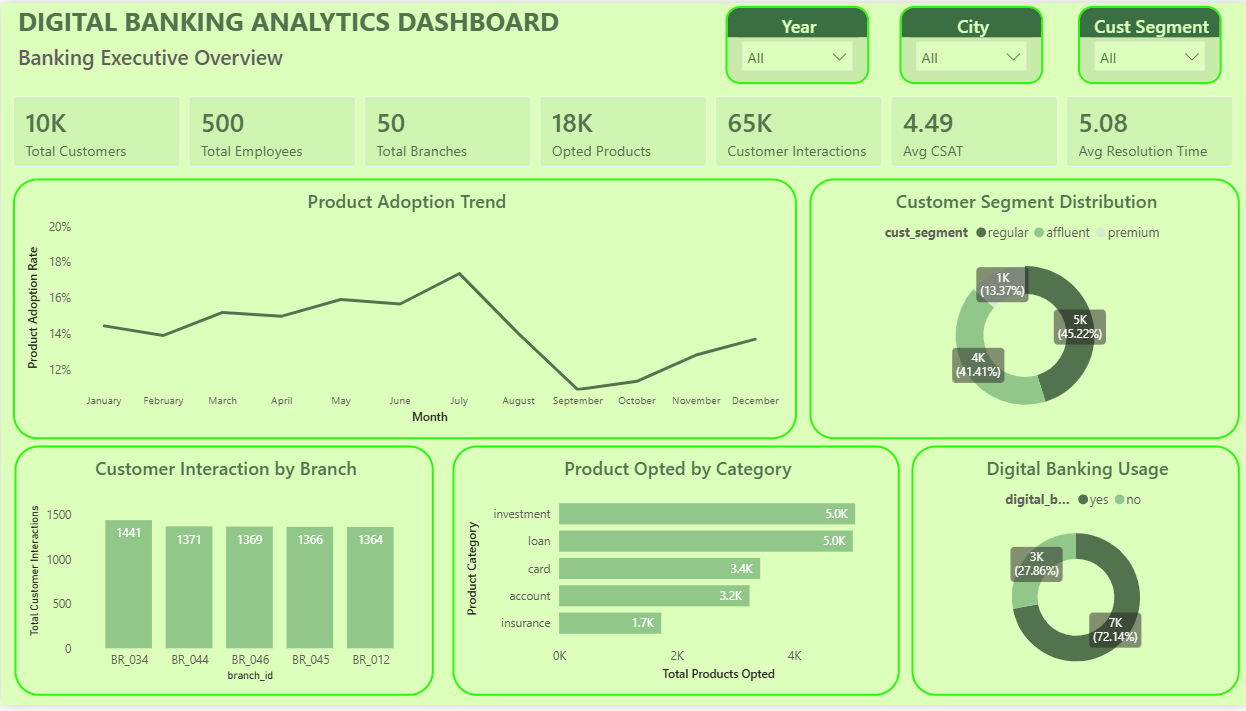 DIGITAL BANKING ANALYTICS DASHBOARD
Banking Executive Overview
Year
All
City
All
Cust Segment
All
10K
Total Customers
500
Total Employees
50
Total Branches
18K
Opted Products
65K
Customer Interactions
4.49
Avg CSAT
5.08
Avg Resolution Time
Product Adoption Trend
Product Adoption Rate
20%
18%
16%
14%
12%
January February March April May June July August September October November December
Month
Customer Segment Distribution
cust_segment regular affluent premium
1K
(13.37%)
5K
(45.22%)
4K
(41.41%)
Customer Interaction by Branch
Total Customer Interactions
1500
1000
500
0
1441 1371 1369 1366 1364
BR_034 BR_044 BR_046 BR_045 BR_012
branch_id
Product Opted by Category
Product Category
investment 5.0K
loan 5.0K
card 3.4K
account 3.2K
insurance 1.7K
0K 2K 4K
Total Products Opted
Digital Banking Usage
digital_b... yes no
3K
(27.86%)
7K
(72.14%)